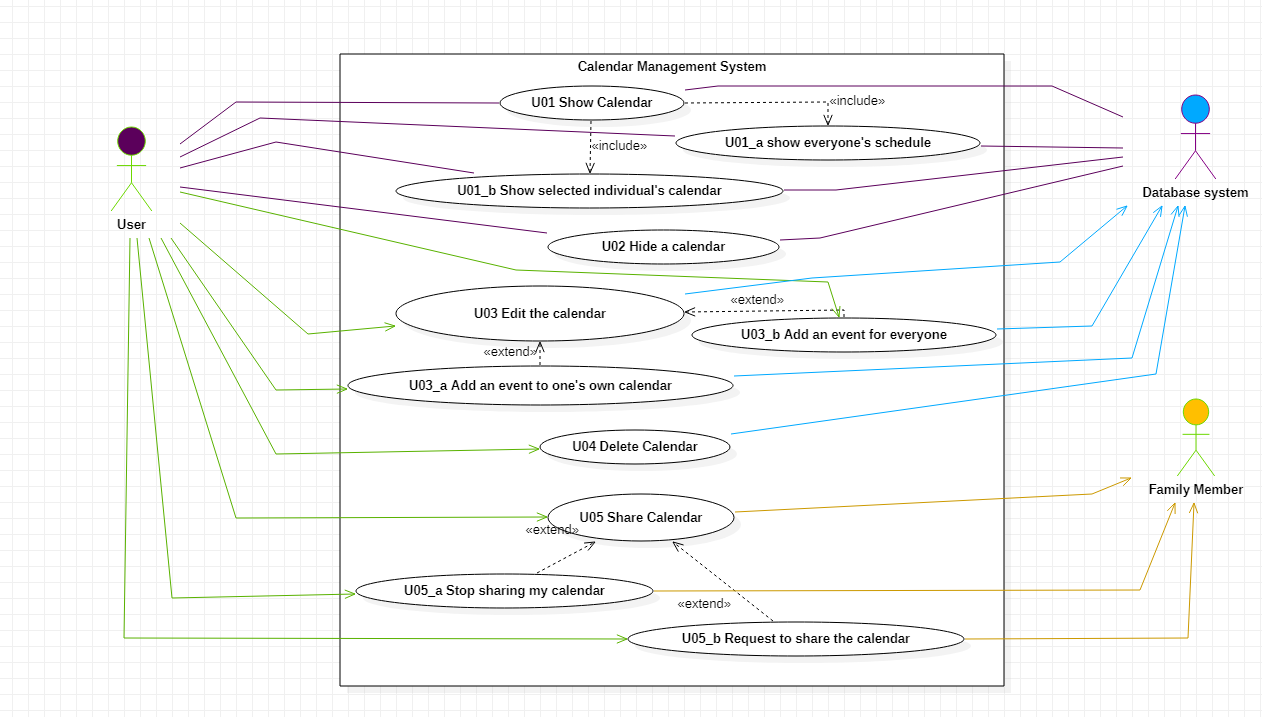 Calendar Management System
U01 Show Calendar
«include»
U01_a show everyone's schedule
«include»
U01_b Show selected individual's calendar
Database system
User
U02 Hide a calendar
«extend»
U03 Edit the calendar
U03_b Add an event for everyone
«extend»
U03_a Add an event to one's own calendar
U04 Delete Calendar
Family Member
U05 Share Calendar
«extend»
U05_a Stop sharing my calendar
«extend»
U05_b Request to share the calendar